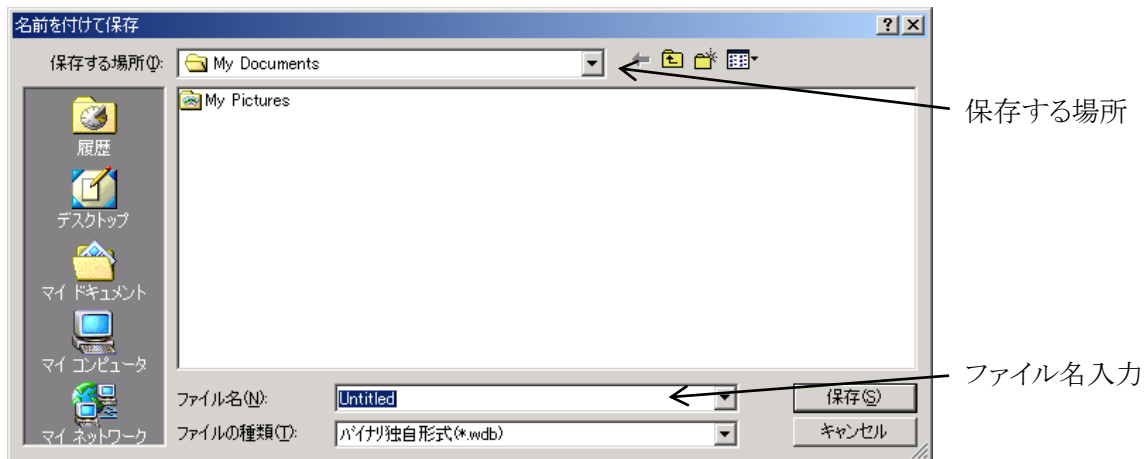 名前を付けて保存
保存する場所(I):
My Documents
My Pictures
保存する場所
履歴
デスクトップ
マイ ドキュメント
マイ コンピュータ
マイ ネットワーク
ファイル名入力
ファイル名(N):
Untitled
保存(S)
ファイルの種類(T):
バイナリ独自形式(*.wdb)
キャンセル